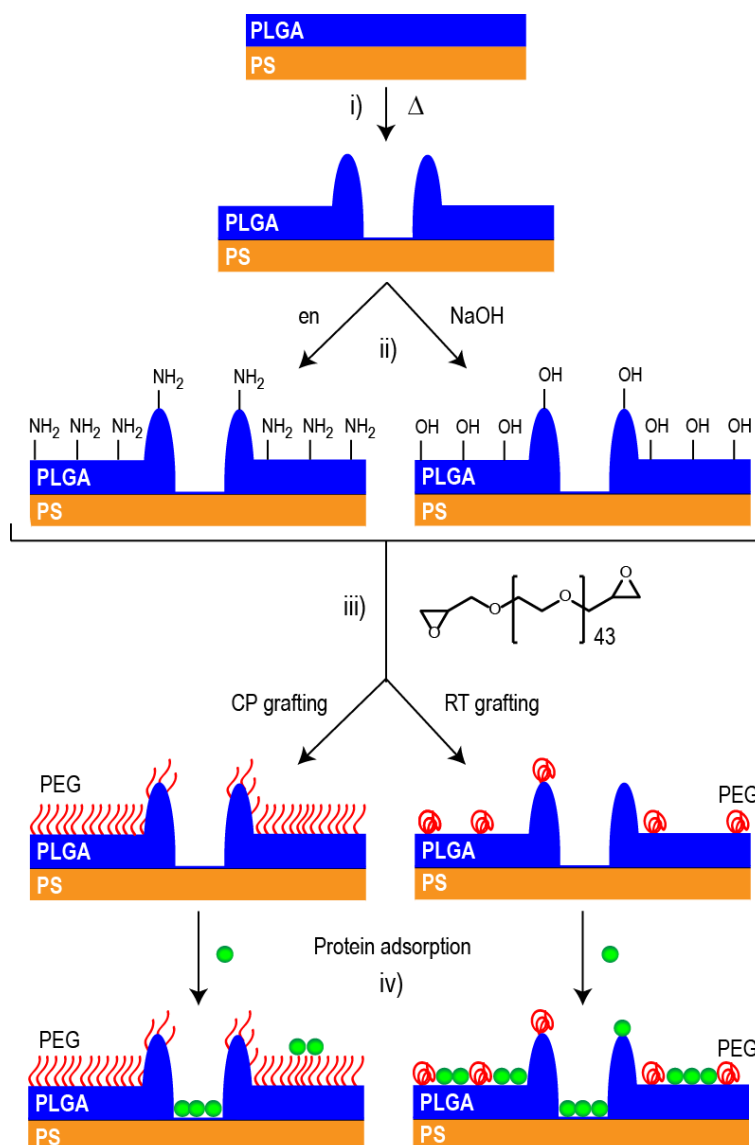 PLGA
PS
i) Δ
PLGA
PS
en NaOH
ii)
NH2 NH2 OH OH
NH2 NH2 NH2 NH2 NH2 NH2 OH OH OH OH OH OH
PLGA PLGA
PS PS
O
iii) O O
O 43
CP grafting RT grafting
PEG PEG
PLGA PLGA
PS PS
Protein adsorption
iv)
PEG PEG
PLGA PLGA
PS PS